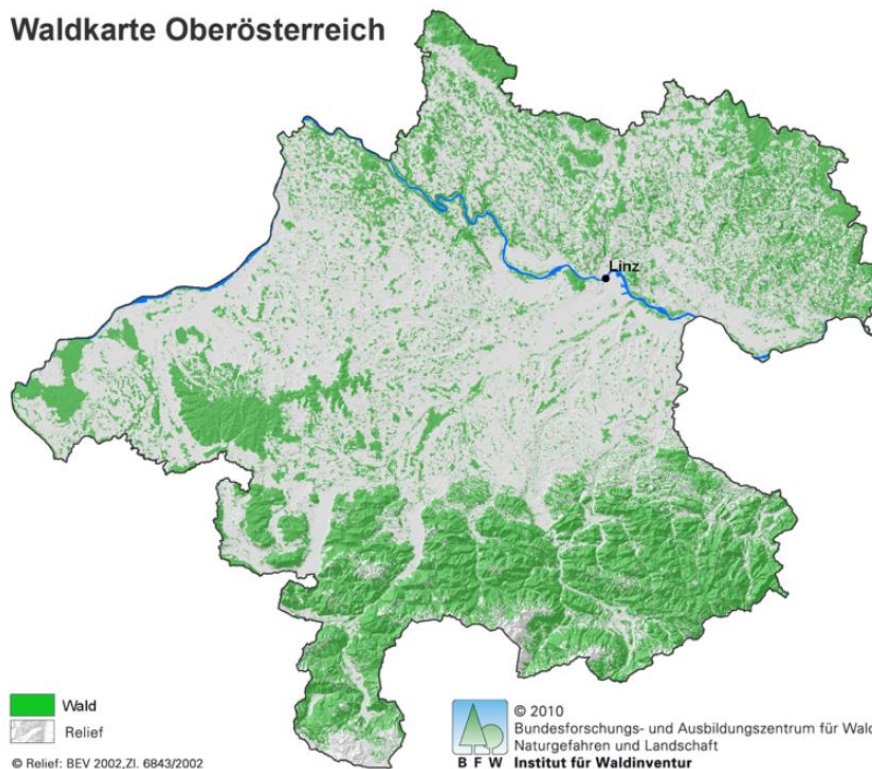 Waldkarte Oberösterreich
Linz
Wald
Relief
© Relief: BEV 2002,Zl. 6843/2002
BFW
© 2010
Bundesforschungs- und Ausbildungszentrum für Wald
Naturgefahren und Landschaft
Institut für Waldinventur